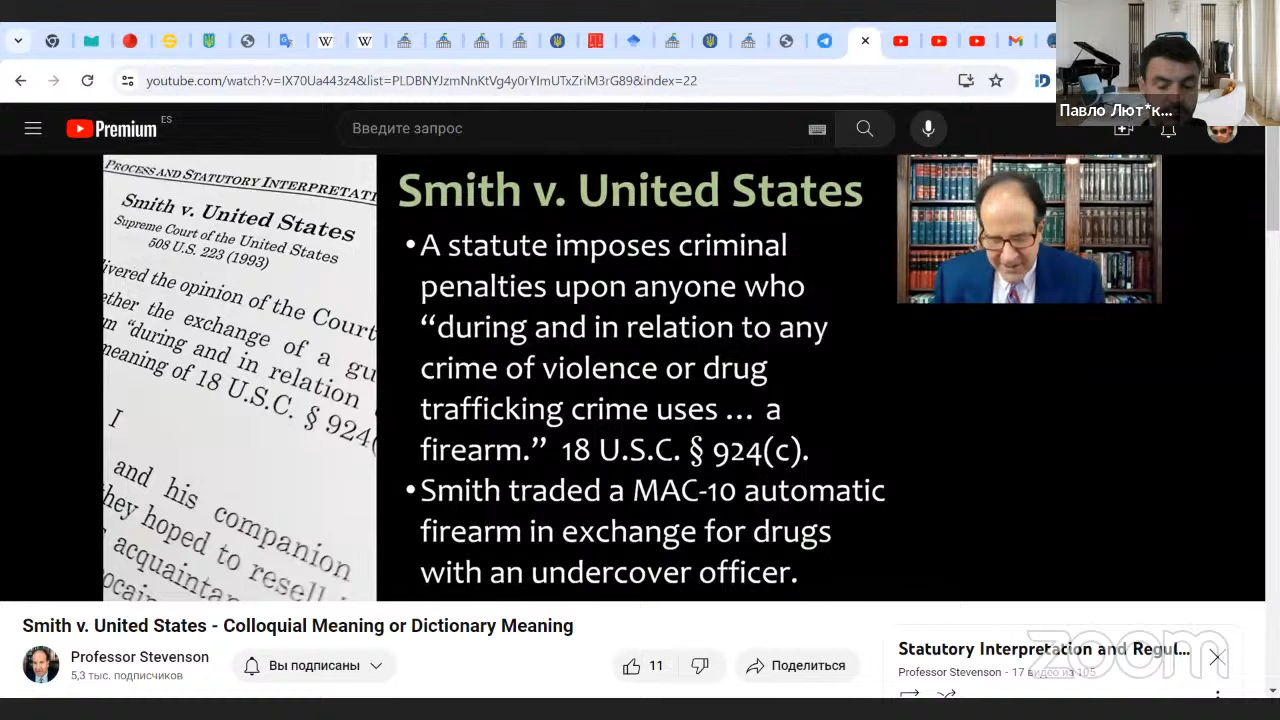 youtube.com/watch?v=IX70Ua443z4&list=PLIBNYJzmNnKtVg4y0rYImUTxZriM3rG89&index=22
Павло Лют*к...
Premium
ES
Введите запрос
PROCESS AND STATUTORY INTERPRETATI
Smith v. United States
Supreme Court of the United States
508 U.S. 223 (1993)
ivered the opinion of the Court
ether the exchange of a gu
m "during and in relation
meaning of 18 U.S.C. § 924(
I
and his companion
hey hoped to resell
acquaintan
ocain
Smith v. United States
•A statute imposes criminal
penalties upon anyone who
“during and in relation to any
crime of violence or drug
trafficking crime uses … a
firearm.” 18 U.S.C. § 924(c).
•Smith traded a MAC-10 automatic
firearm in exchange for drugs
with an undercover officer.
Smith v. United States - Colloquial Meaning or Dictionary Meaning
Professor Stevenson
5,3 тыс. подписчиков
Вы подписаны
11
Поделиться
Statutory Interpretation and Regul...
Professor Stevenson - 17 видео из 105
zoom